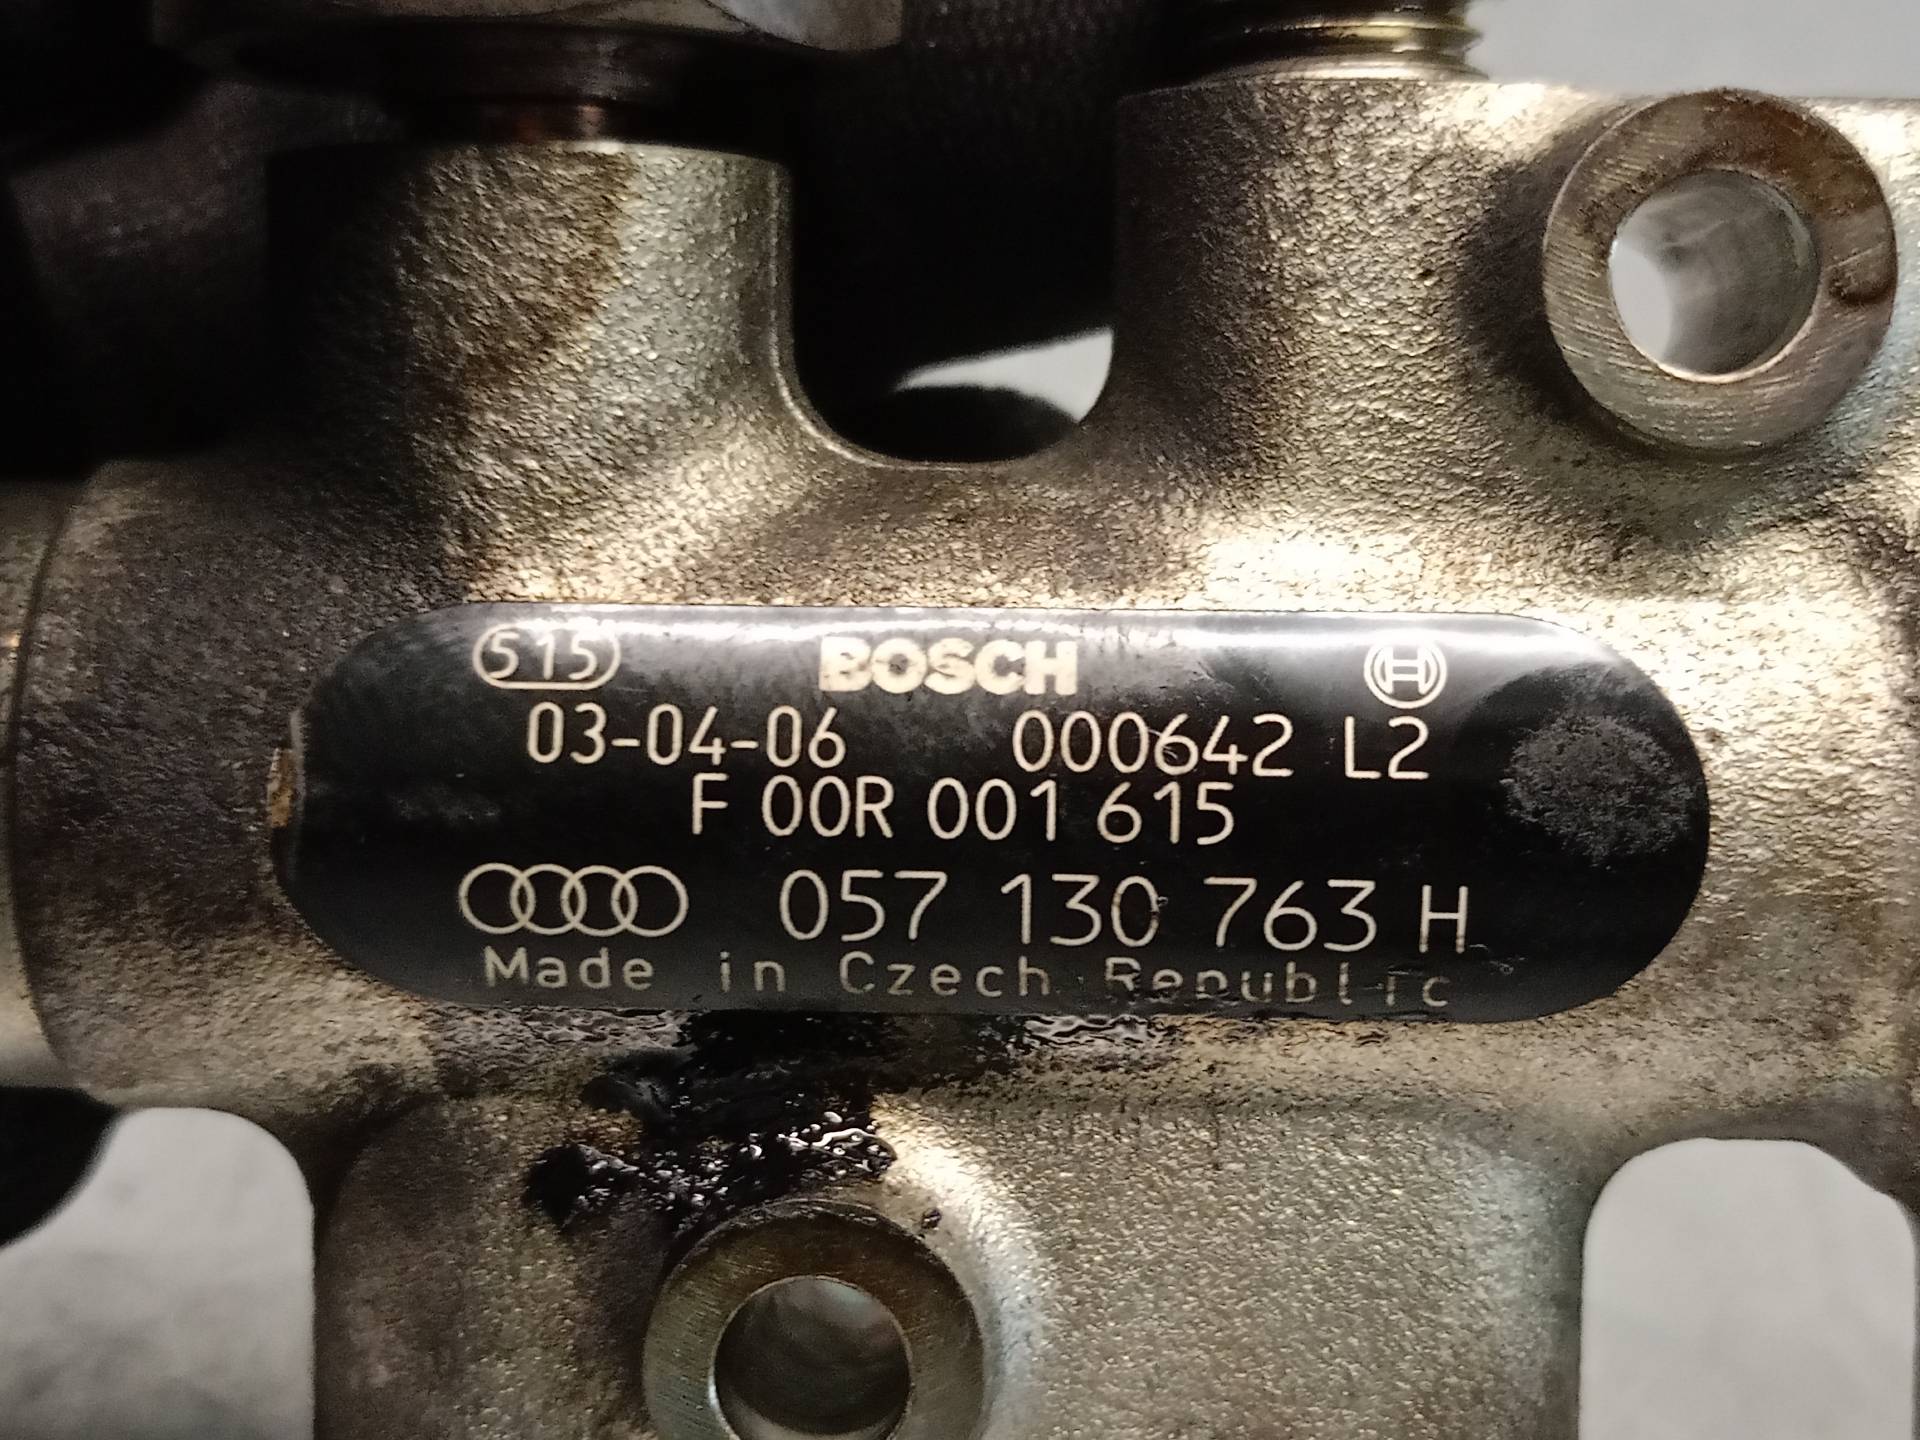 515 BOSCH
03-04-06 000642 L2
F 00R 001 615
057 130 763 H
Made in Czech Republic